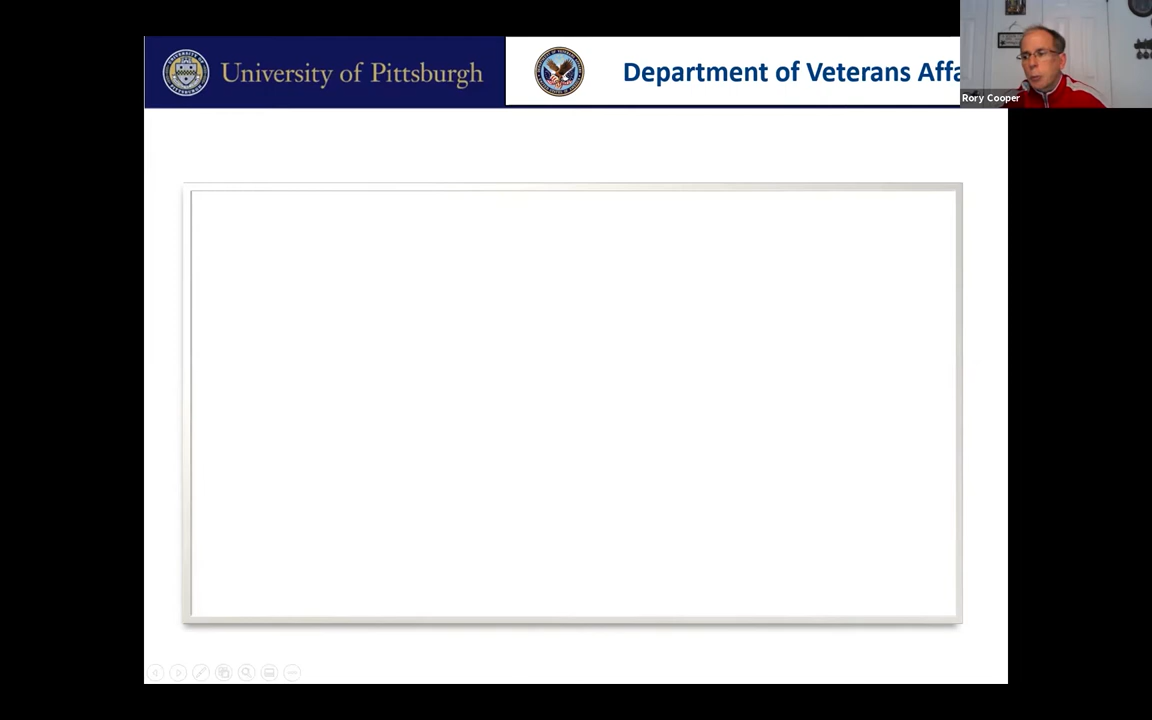 University of Pittsburgh
Department of Veterans Affa
Rory Cooper